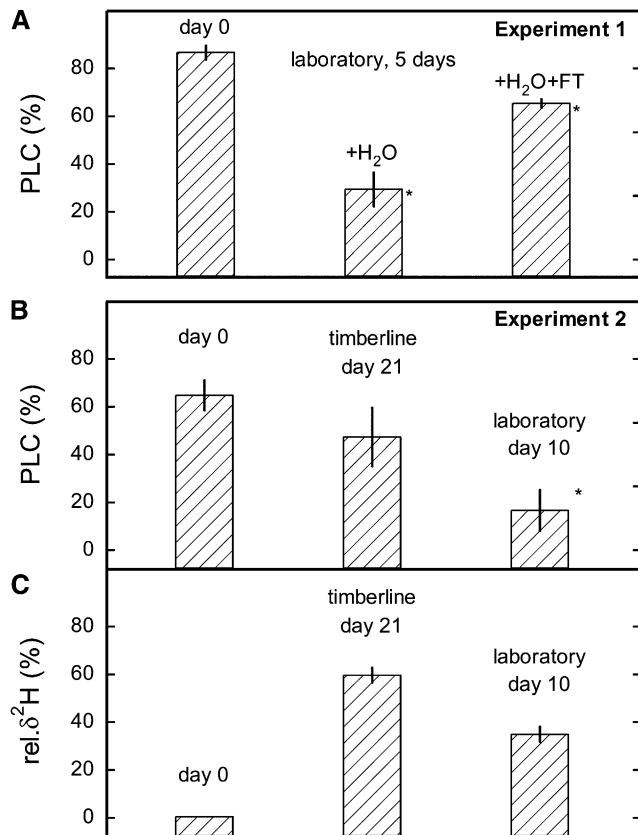 A
day 0
Experiment 1
laboratory, 5 days
+H₂O+FT
*
+H₂O
*
PLC (%)
80
60
40
20
0
B
Experiment 2
day 0
timberline
day 21
laboratory
day 10
*
PLC (%)
80
60
40
20
0
C
timberline
day 21
laboratory
day 10
day 0
rel.δ²H (%)
80
60
40
20
0